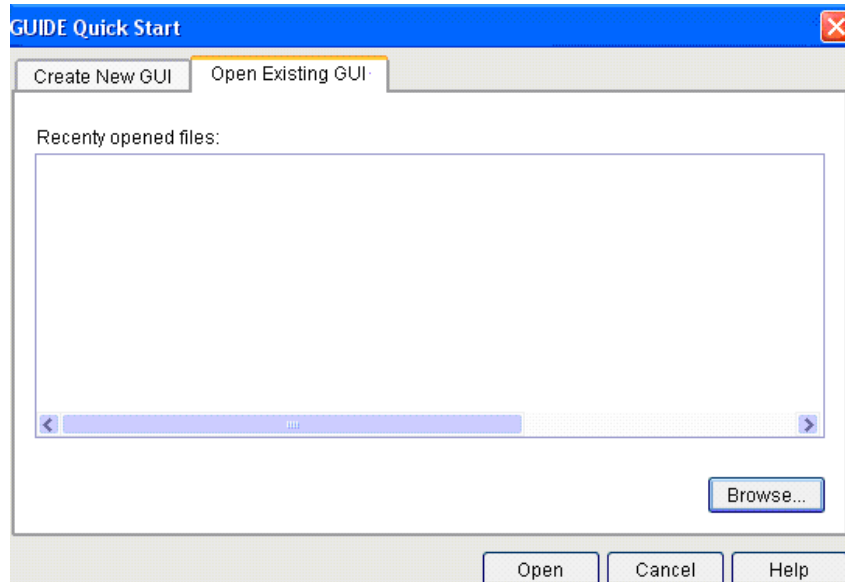 GUIDE Quick Start
Create New GUI
Open Existing GUI
Recenty opened files:
Browse...
Open
Cancel
Help